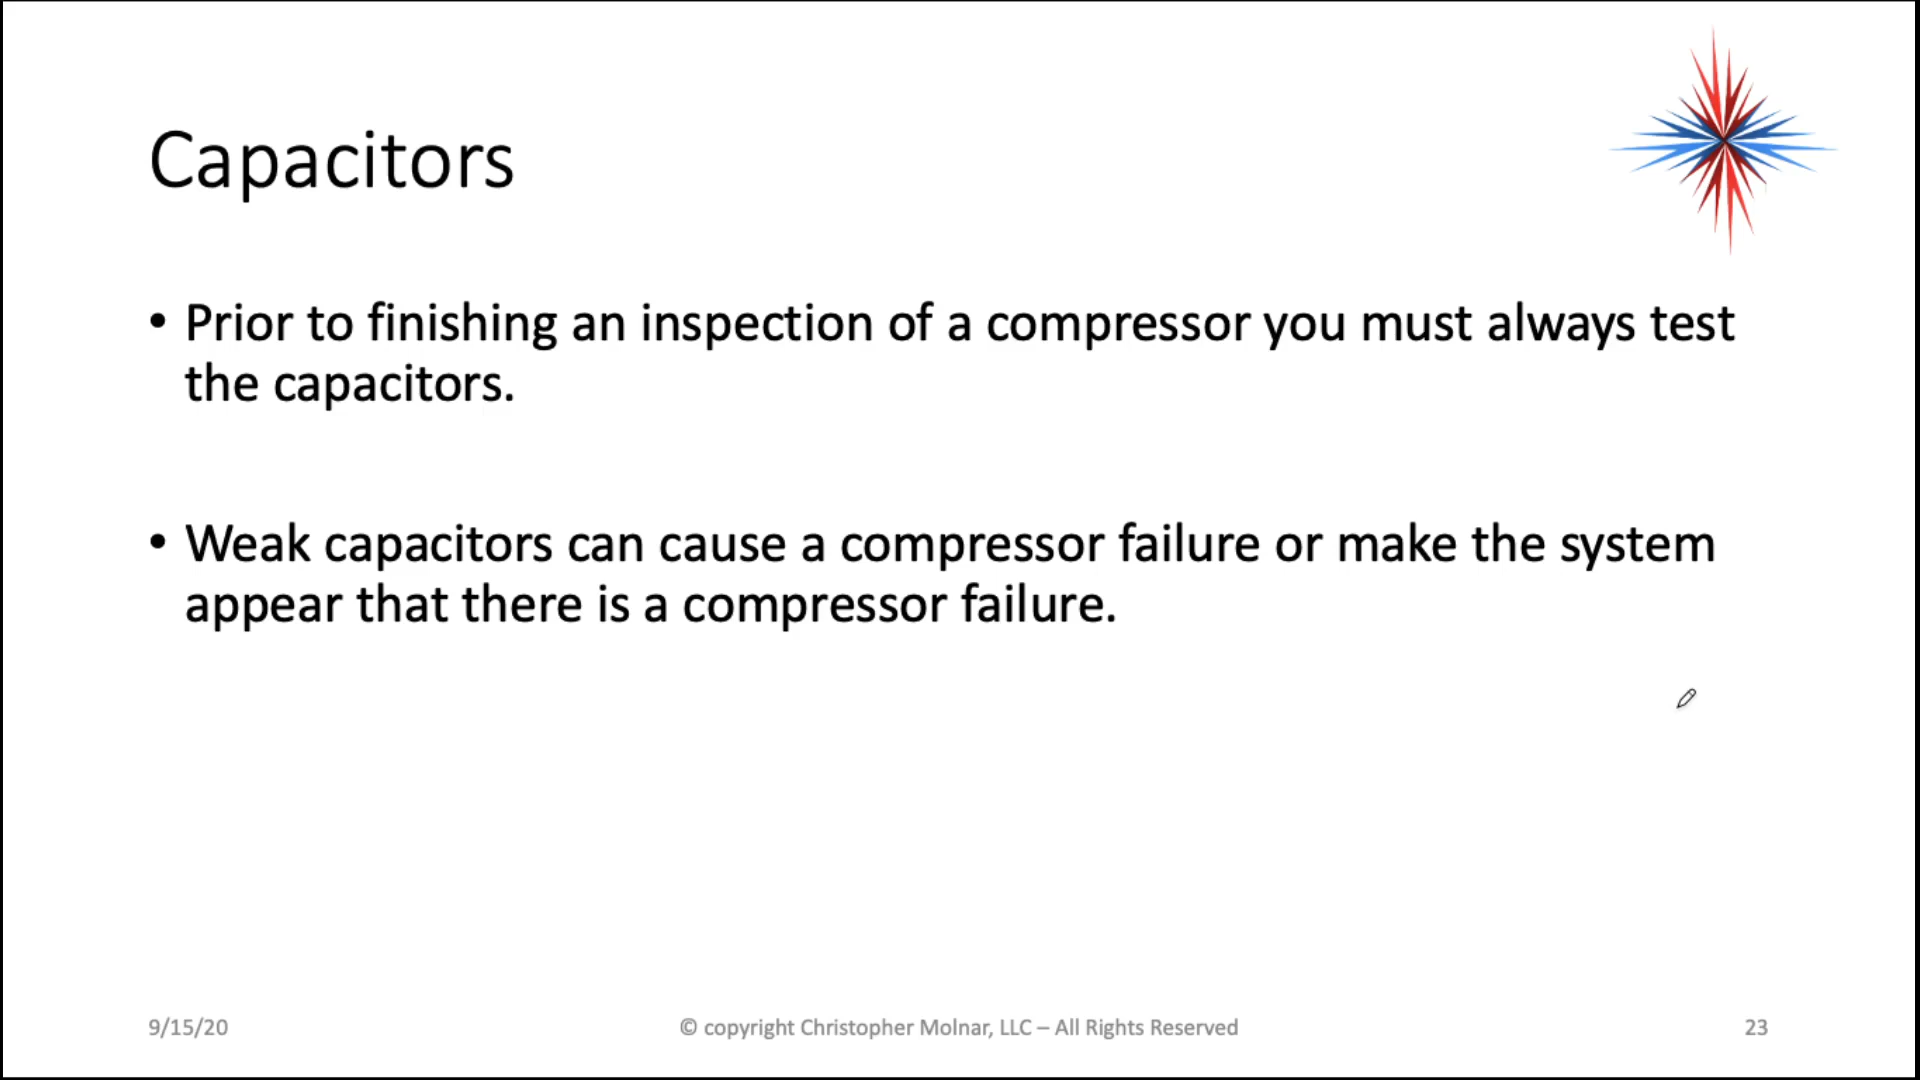 Capacitors
• Prior to finishing an inspection of a compressor you must always test
the capacitors.
• Weak capacitors can cause a compressor failure or make the system
appear that there is a compressor failure.
9/15/20
© copyright Christopher Molnar, LLC – All Rights Reserved
23